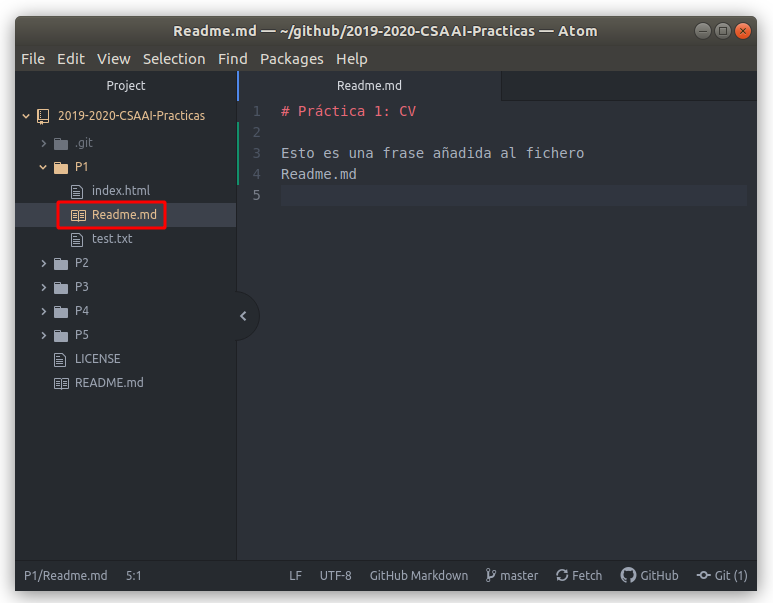 Readme.md — ~/github/2019-2020-CSAAI-Practicas — Atom
File Edit View Selection Find Packages Help
Project
2019-2020-CSAAI-Practicas
.git
P1
index.html
Readme.md
test.txt
P2
P3
P4
P5
LICENSE
README.md
Readme.md
1 # Práctica 1: CV
2
3 Esto es una frase añadida al fichero
4 Readme.md
5
P1/Readme.md 5:1 LF UTF-8 GitHub Markdown master Fetch GitHub Git (1)